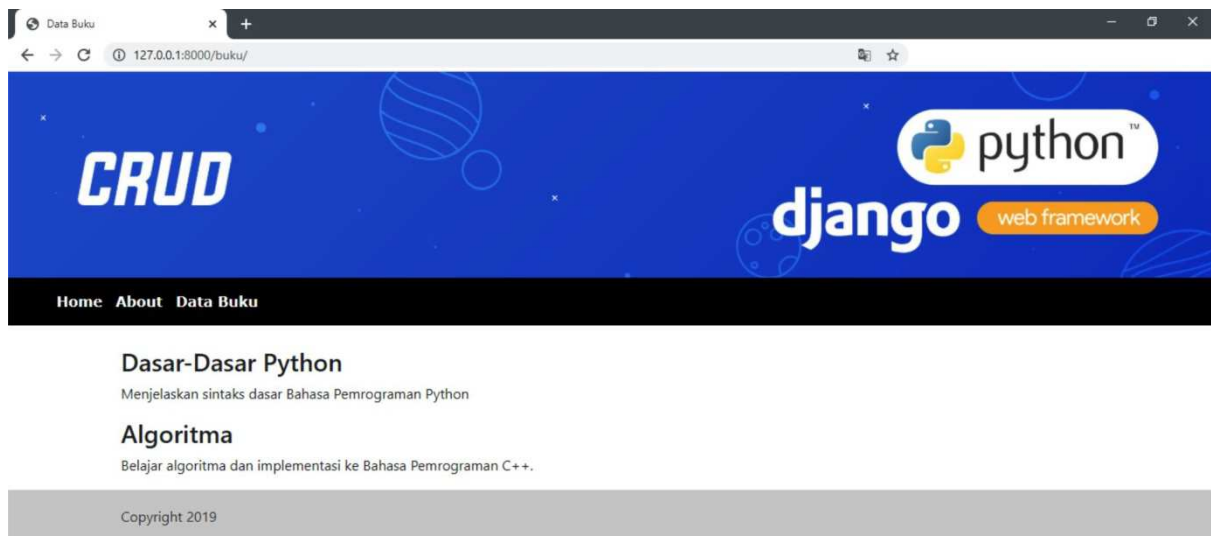 Data Buku
127.0.0.1:8000/buku/
CRUD
python™
django web framework
Home About Data Buku
Dasar-Dasar Python
Menjelaskan sintaks dasar Bahasa Pemrograman Python
Algoritma
Belajar algoritma dan implementasi ke Bahasa Pemrograman C++.
Copyright 2019